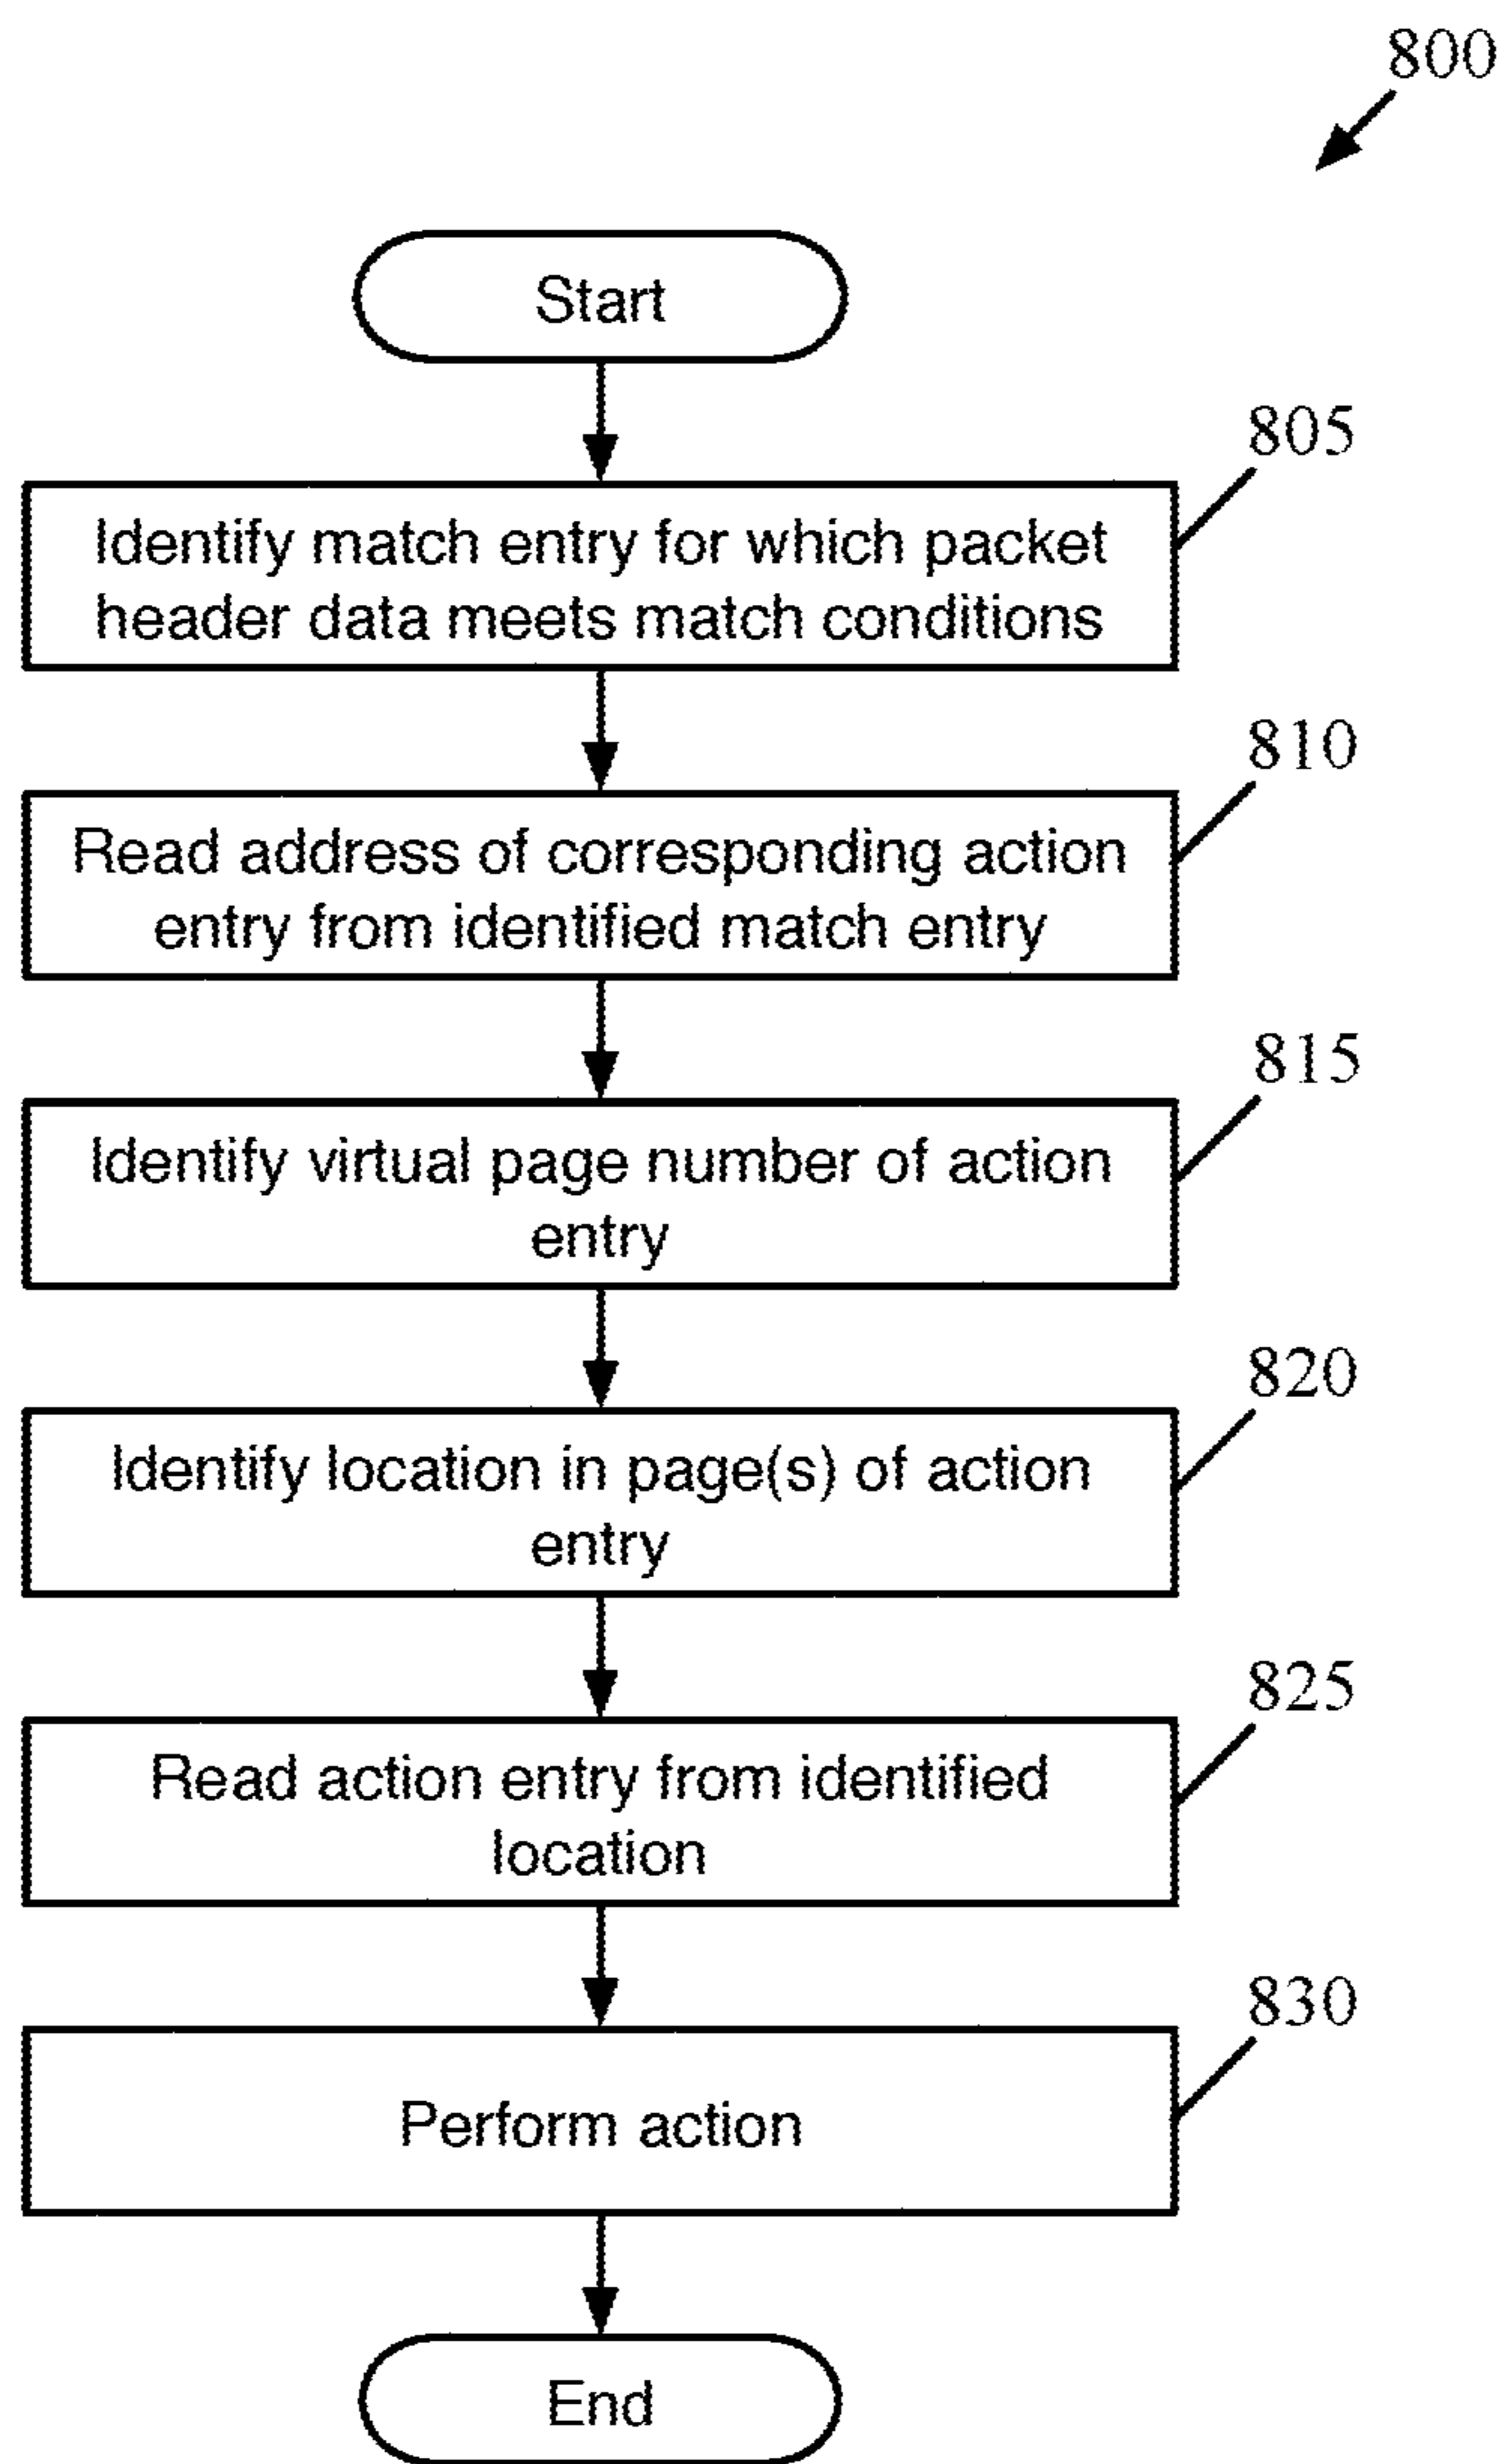 800
Start
805
Identify match entry for which packet
header data meets match conditions
810
Read address of corresponding action
entry from identified match entry
815
Identify virtual page number of action
entry
820
Identify location in page(s) of action
entry
825
Read action entry from identified
location
830
Perform action
End